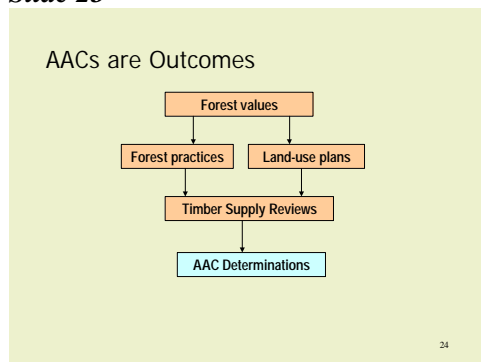 Slide 23
AACs are Outcomes
Forest values
Forest practices
Land-use plans
Timber Supply Reviews
AAC Determinations
24